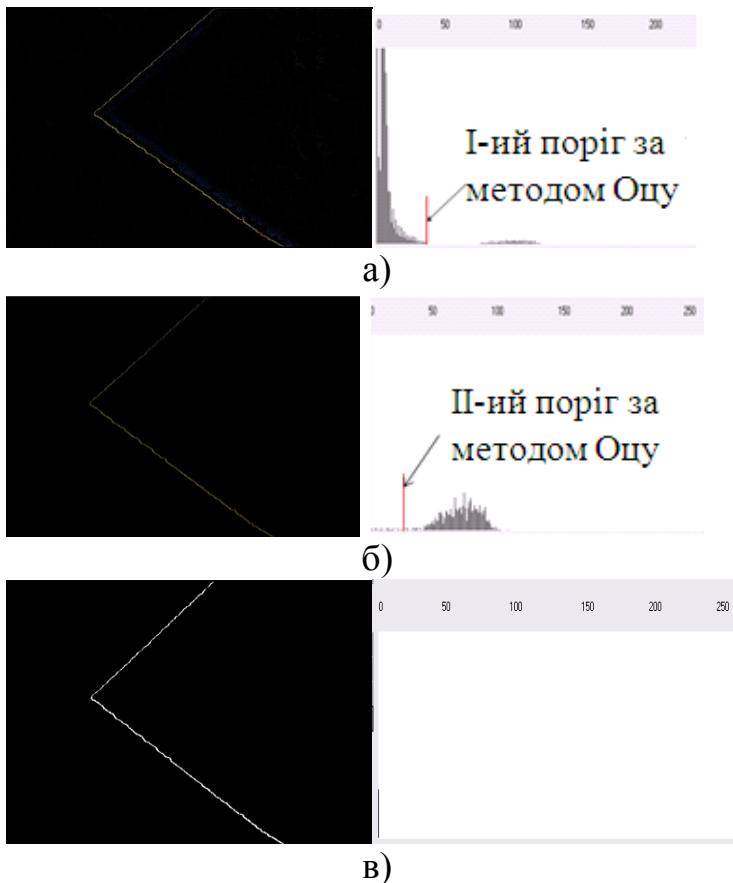 0 50 100 150 200
І-ий поріг за
методом Оцу
а)
0 50 100 150 200 250
ІІ-ий поріг за
методом Оцу
б)
0 50 100 150 200 250
в)